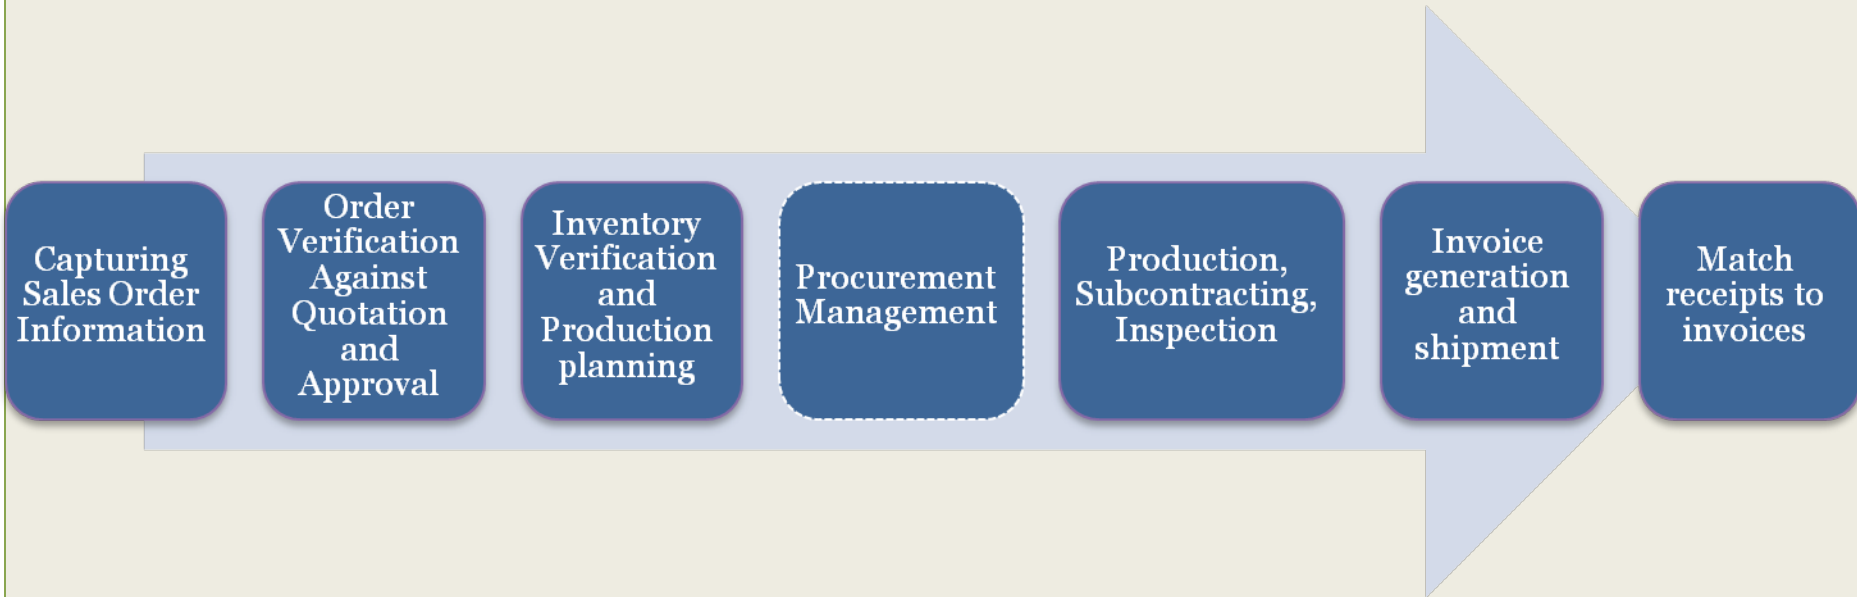 Capturing
Sales Order
Information
Order
Verification
Against
Quotation
and
Approval
Inventory
Verification
and
Production
planning
Procurement
Management
Production,
Subcontracting,
Inspection
Invoice
generation
and
shipment
Match
receipts to
invoices